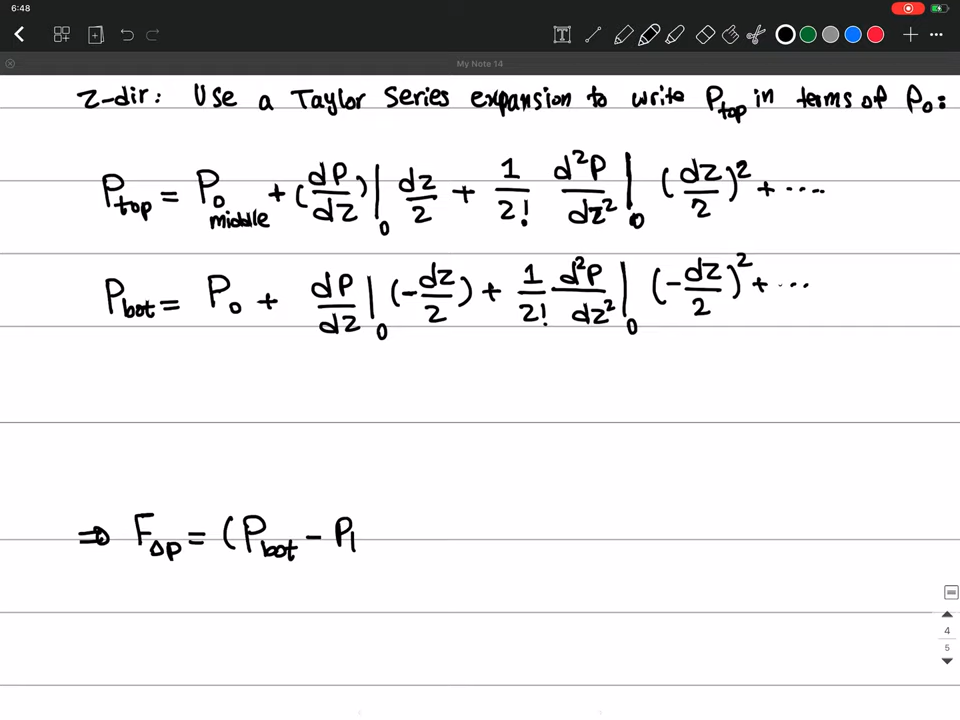 6:48
My Note 14
z-dir: Use a Taylor Series expansion to write P_top in terms of P_0:
P_top = P_0 middle + (dP/dz)|_0 dz/2 + 1/2! d²P/dz²|_0 (dz/2)² + ....
P_bot = P_0 + dP/dz|_0 (-dz/2) + 1/2! d²P/dz²|_0 (-dz/2)² + ...
⇒ F_ΔP = (P_bot - P
4
5